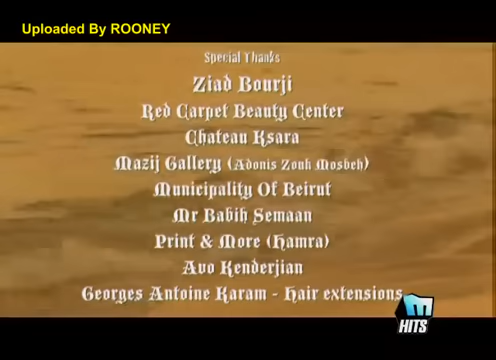 Uploaded By ROONEY
Special Thanks
Ziad Bourji
Red Carpet Beauty Center
Chateau Ksara
Mazij Gallery (Adonis Zouk Mosbeh)
Municipality Of Beirut
Mr Babih Semaan
Print & More (Hamra)
Avo Kenderjian
Georges Antoine Karam - Hair extensions
M
HITS